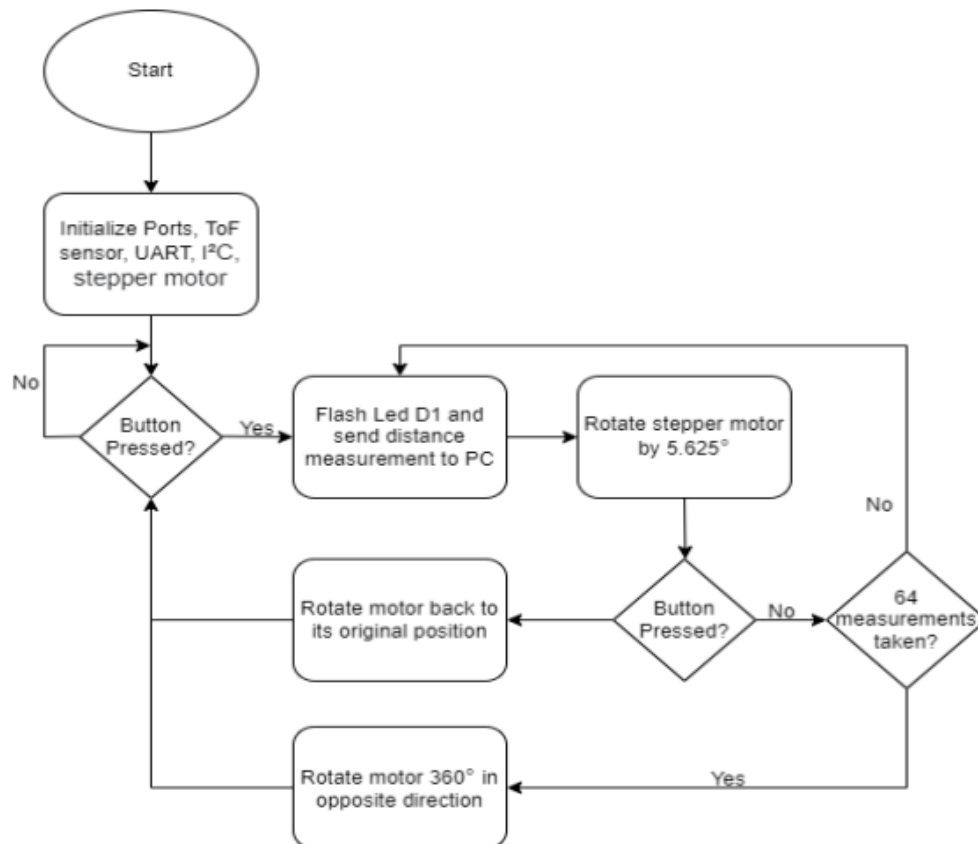 Start
Initialize Ports, ToF
sensor, UART, I²C,
stepper motor
No
Button
Pressed?
Yes
Flash Led D1 and
send distance
measurement to PC
Rotate stepper motor
by 5.625°
No
Rotate motor back to
its original position
Button
Pressed?
No
64
measurements
taken?
Rotate motor 360° in
opposite direction
Yes